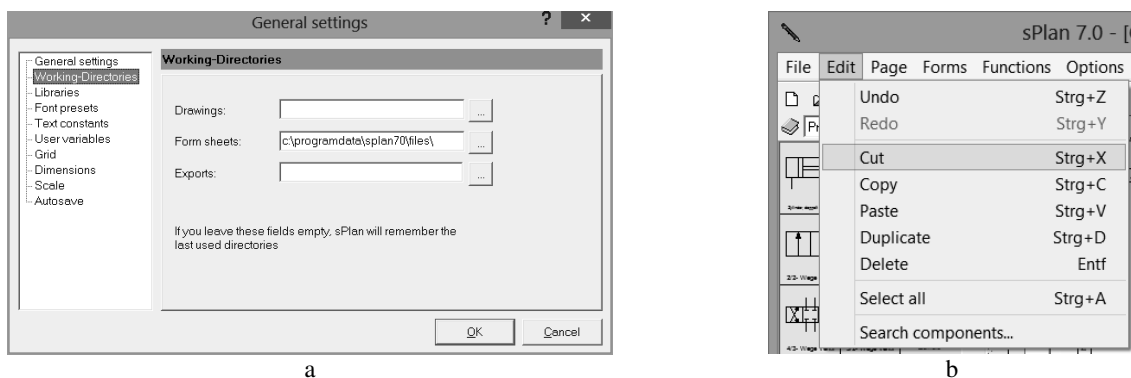 General settings
? ×
General settings
Working-Directories
Libraries
Font presets
Text constants
User variables
Grid
Dimensions
Scale
Autosave
Working-Directories
Drawings: ...
Form sheets: c:\programdata\splan70\files\ ...
Exports: ...
If you leave these fields empty, sPlan will remember the
last used directories
OK Cancel
a
sPlan 7.0 - [
File Edit Page Forms Functions Options
Undo Strg+Z
Redo Strg+Y
Cut Strg+X
Copy Strg+C
Paste Strg+V
Duplicate Strg+D
Delete Entf
Select all Strg+A
Search components...
b